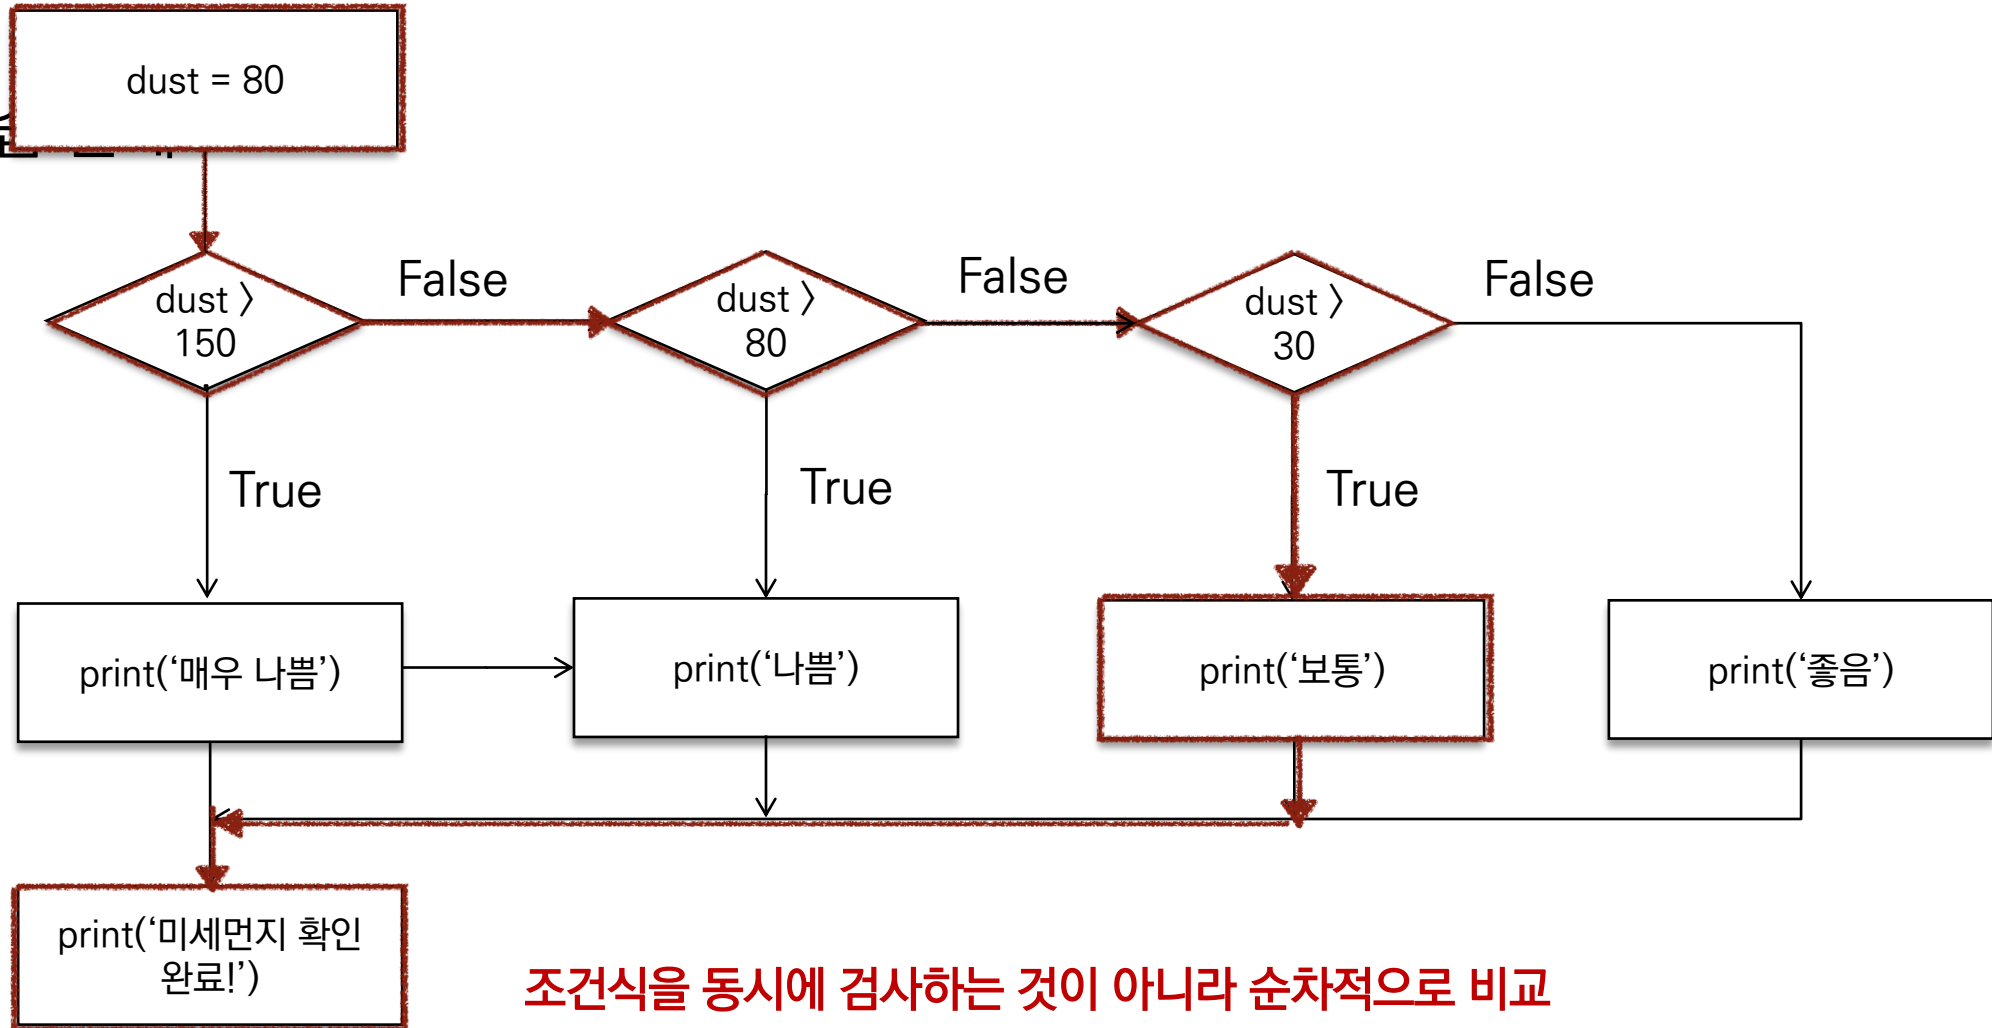 dust = 80
dust >
150
False
dust >
80
False
dust >
30
False
True
True
True
print(‘매우 나쁨’)
print(‘나쁨’)
print(‘보통’)
print(‘좋음’)
print(‘미세먼지 확인
완료!’)
조건식을 동시에 검사하는 것이 아니라 순차적으로 비교